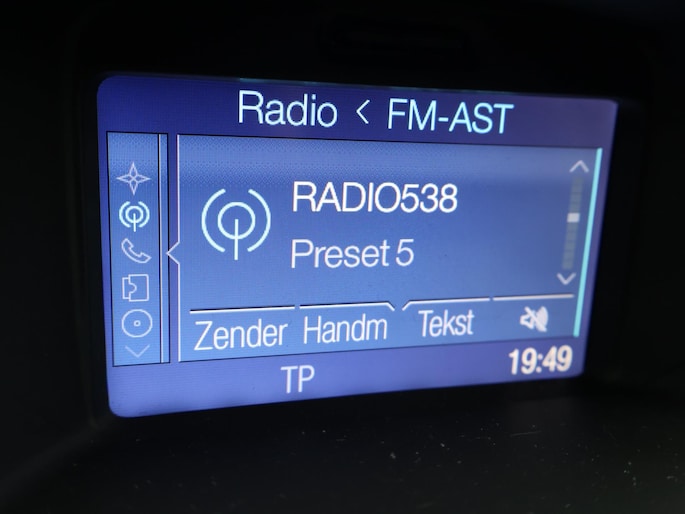 Radio < FM-AST
RADIO538
Preset 5
Zender Handm Tekst
19:49
TP